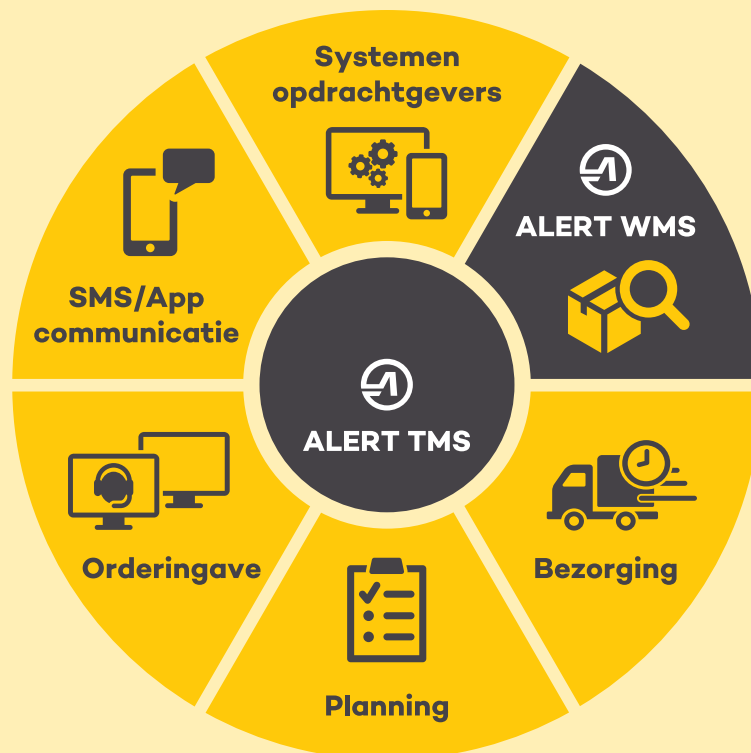 Systemen
opdrachtgevers
ALERT WMS
SMS/App
communicatie
ALERT TMS
Orderingave
Bezorging
Planning